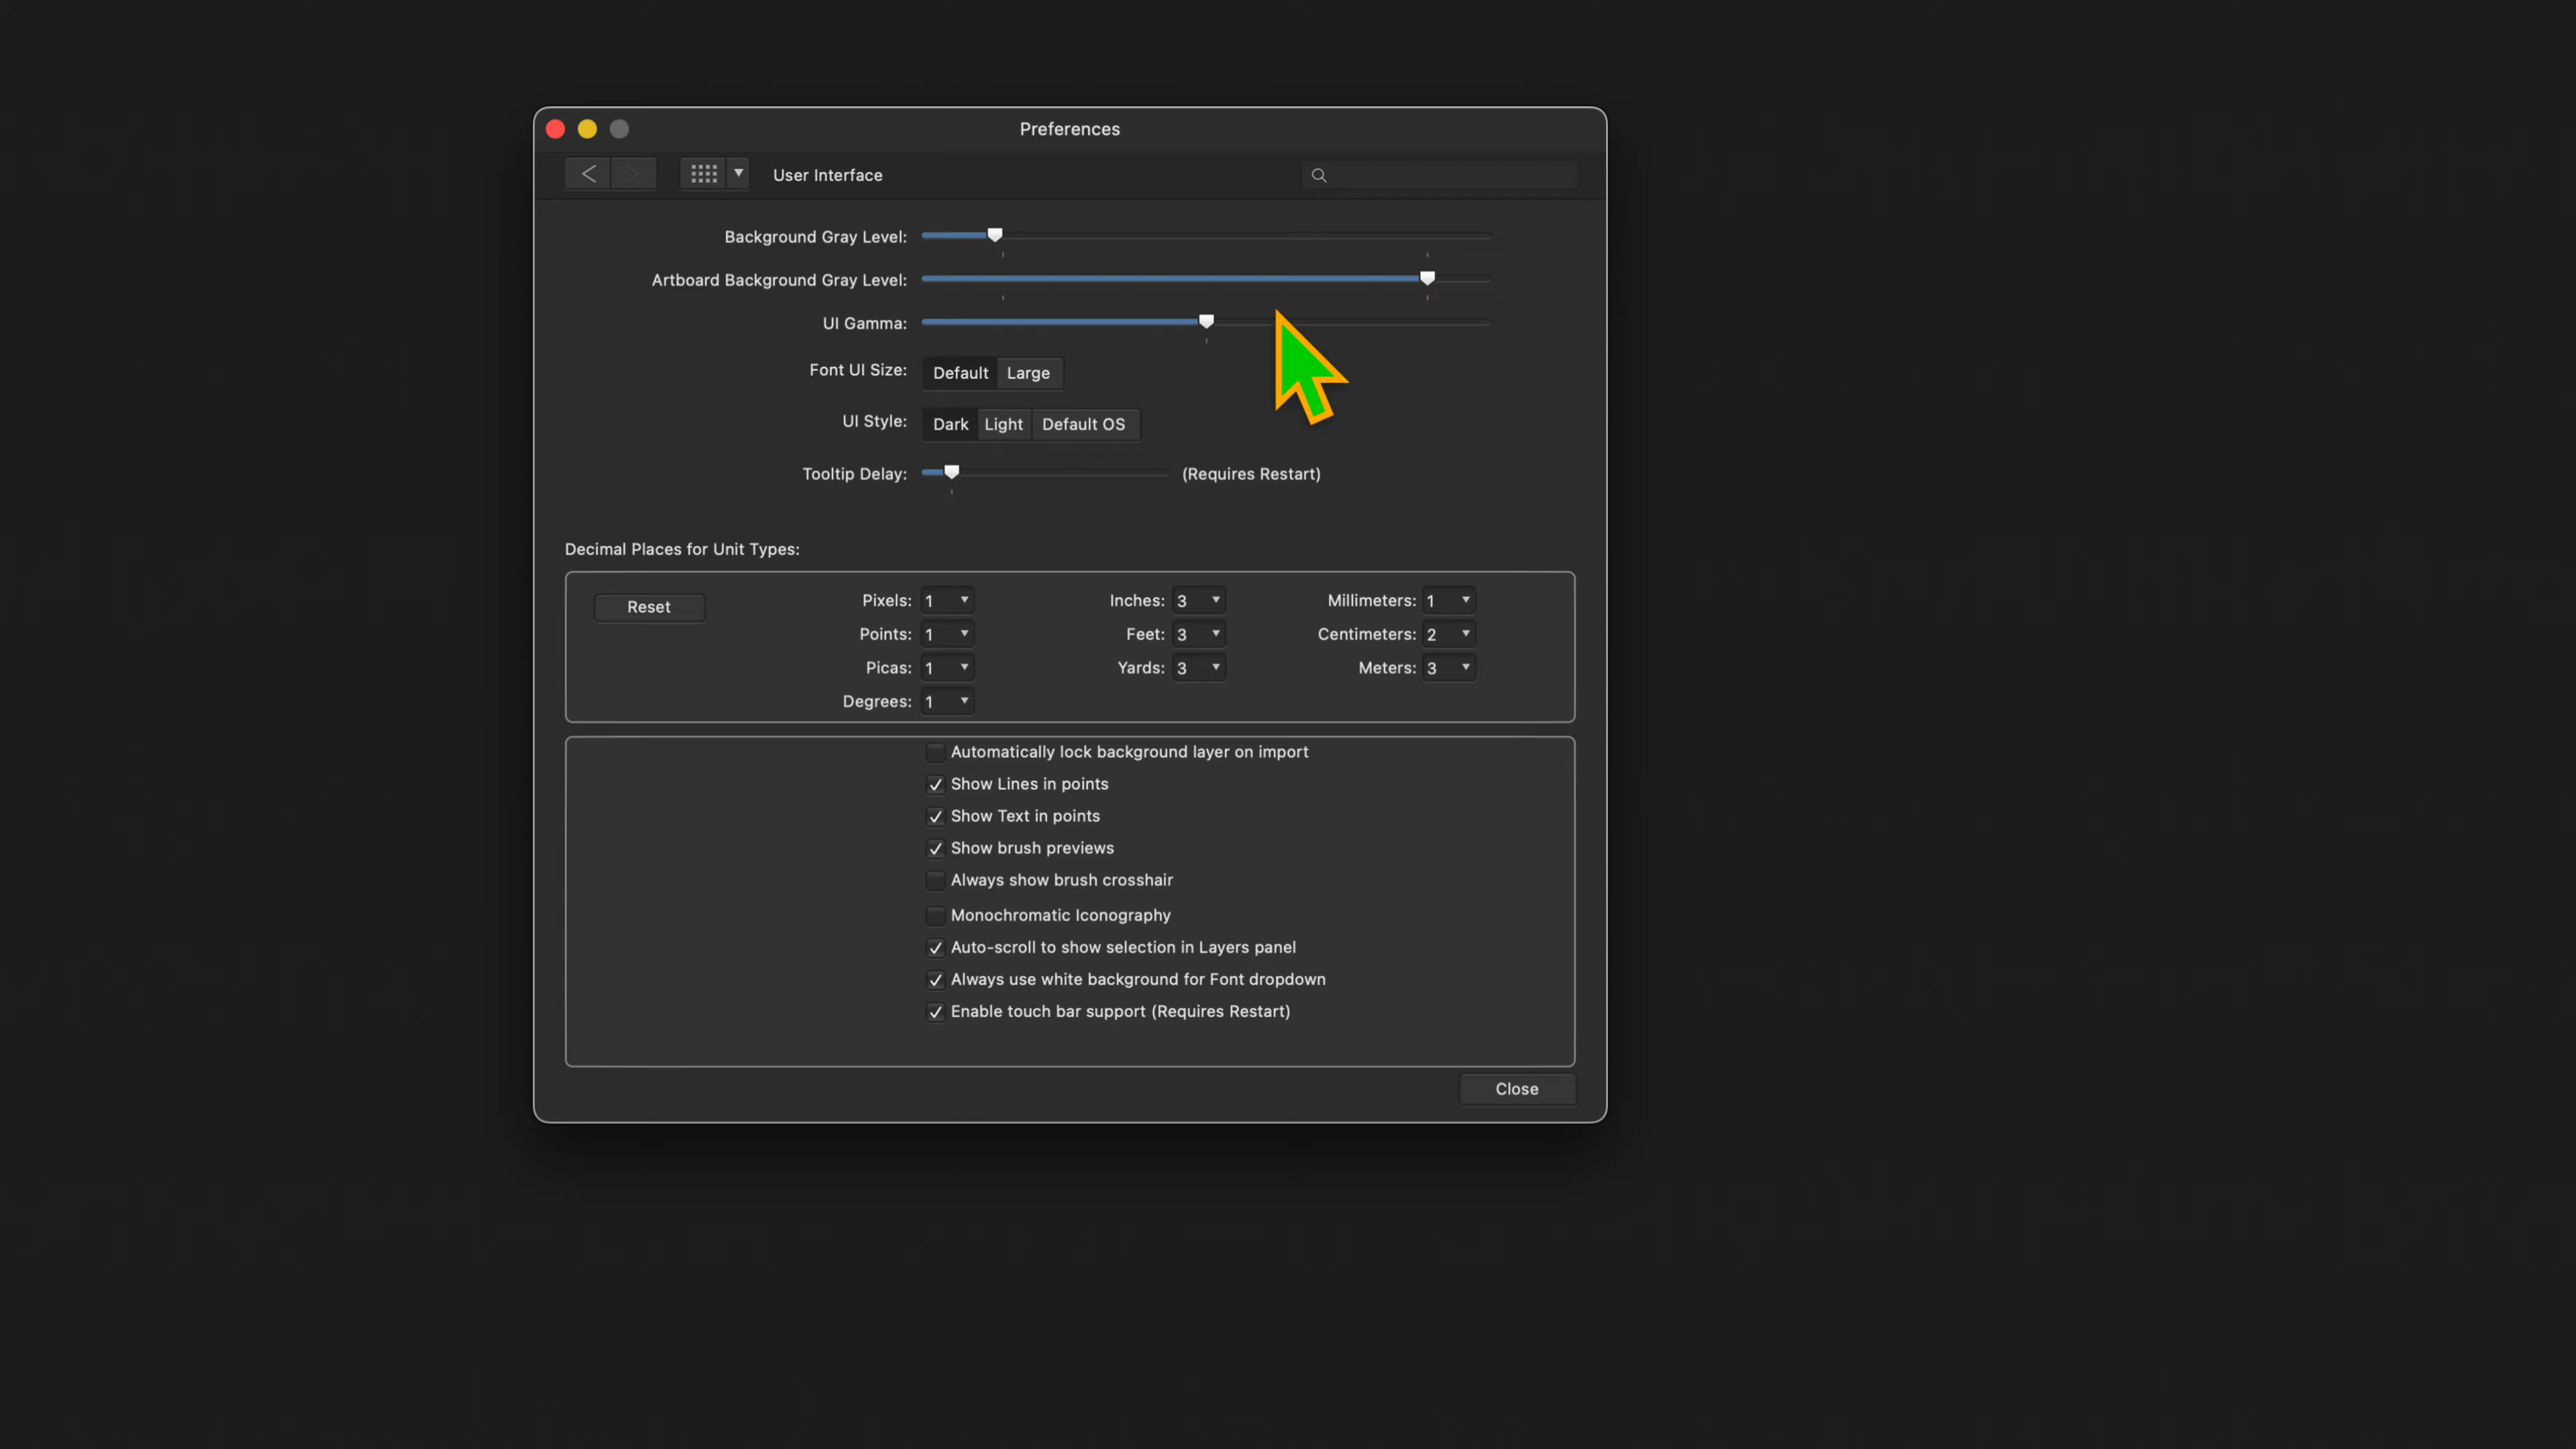 Preferences
User Interface
Background Gray Level:
Artboard Background Gray Level:
UI Gamma:
Font UI Size: Default Large
UI Style: Dark Light Default OS
Tooltip Delay: (Requires Restart)
Decimal Places for Unit Types:
Reset Pixels: 1 Inches: 3 Millimeters: 1
Points: 1 Feet: 3 Centimeters: 2
Picas: 1 Yards: 3 Meters: 3
Degrees: 1
Automatically lock background layer on import
Show Lines in points
Show Text in points
Show brush previews
Always show brush crosshair
Monochromatic Iconography
Auto-scroll to show selection in Layers panel
Always use white background for Font dropdown
Enable touch bar support (Requires Restart)
Close